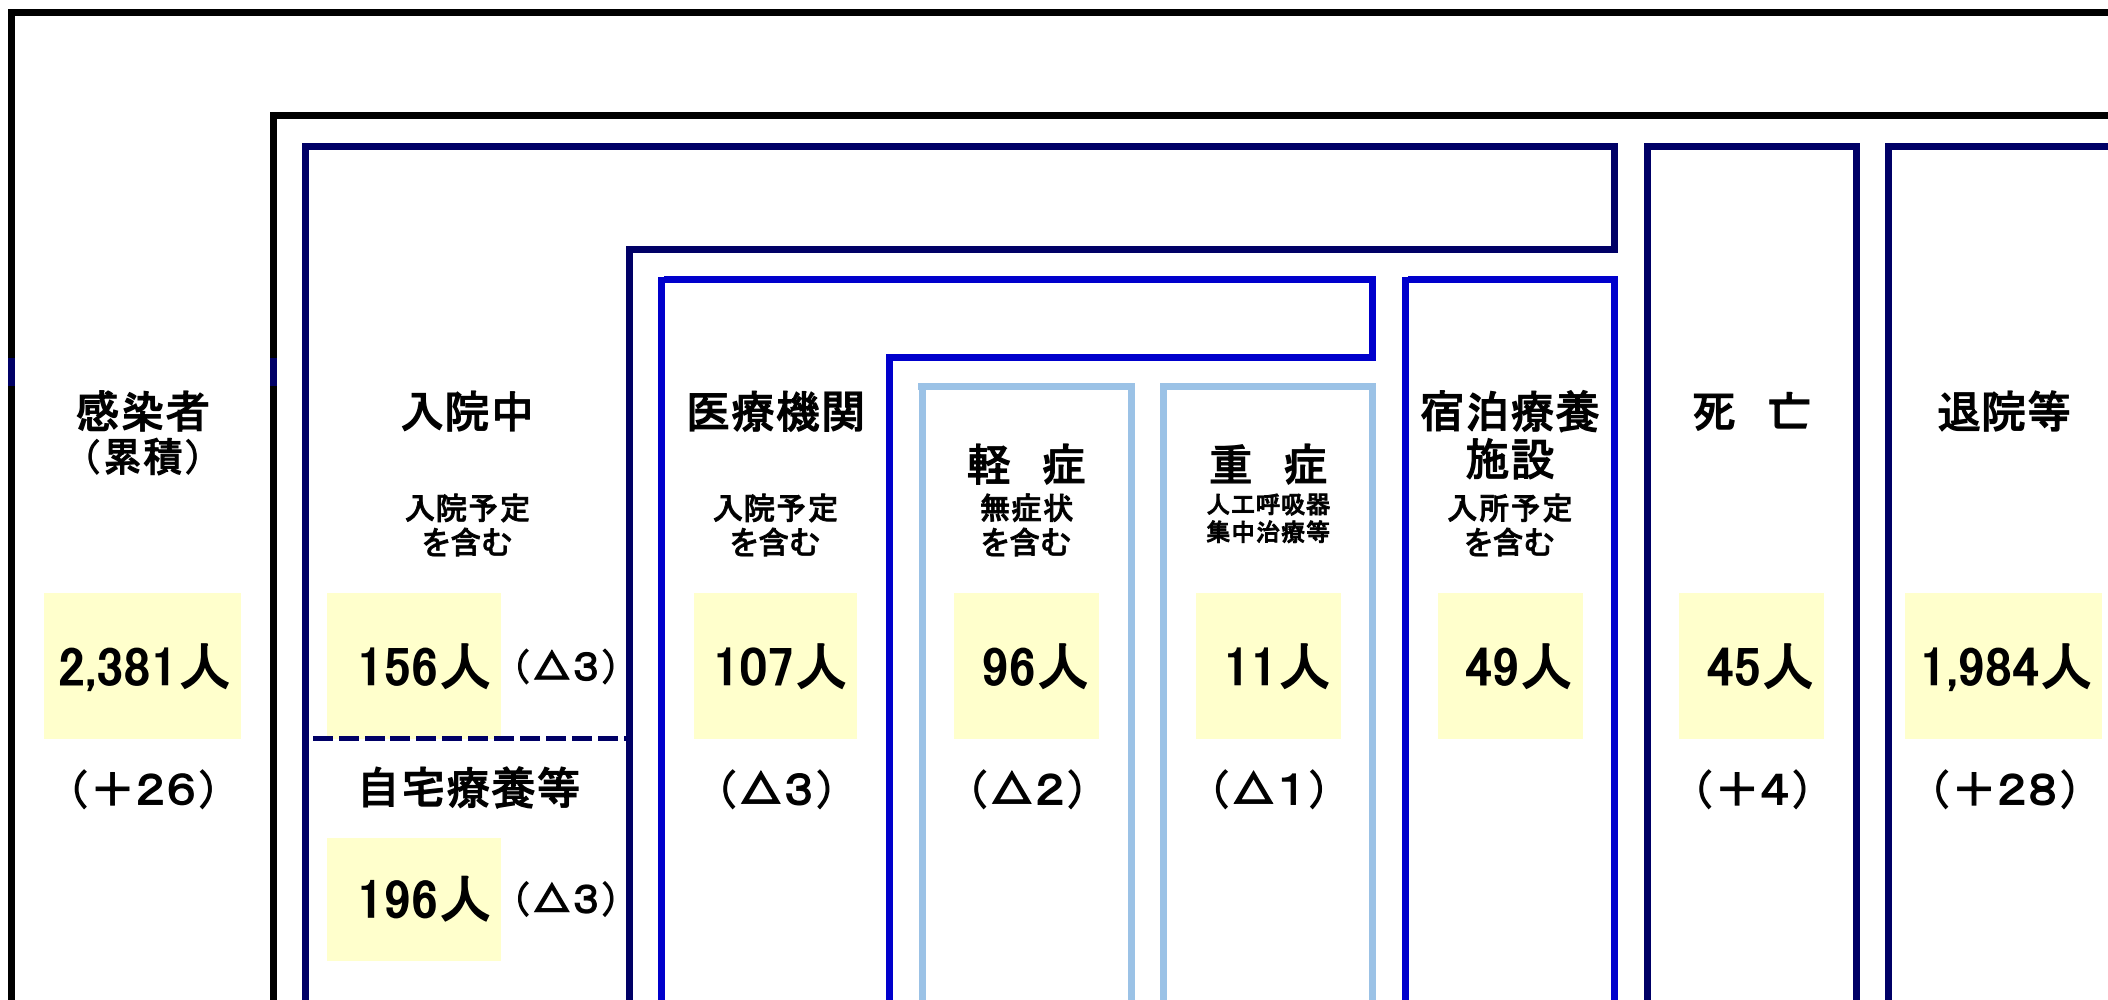 感染者
（累積）
2,381人
（＋26）
入院中
入院予定
を含む
156人（△3）
自宅療養等
196人（△3）
医療機関
入院予定
を含む
107人
（△3）
軽 症
無症状
を含む
96人
（△2）
重 症
人工呼吸器
集中治療等
11人
（△1）
宿泊療養
施設
入所予定
を含む
49人
死 亡
45人
（＋4）
退院等
1,984人
（＋28）